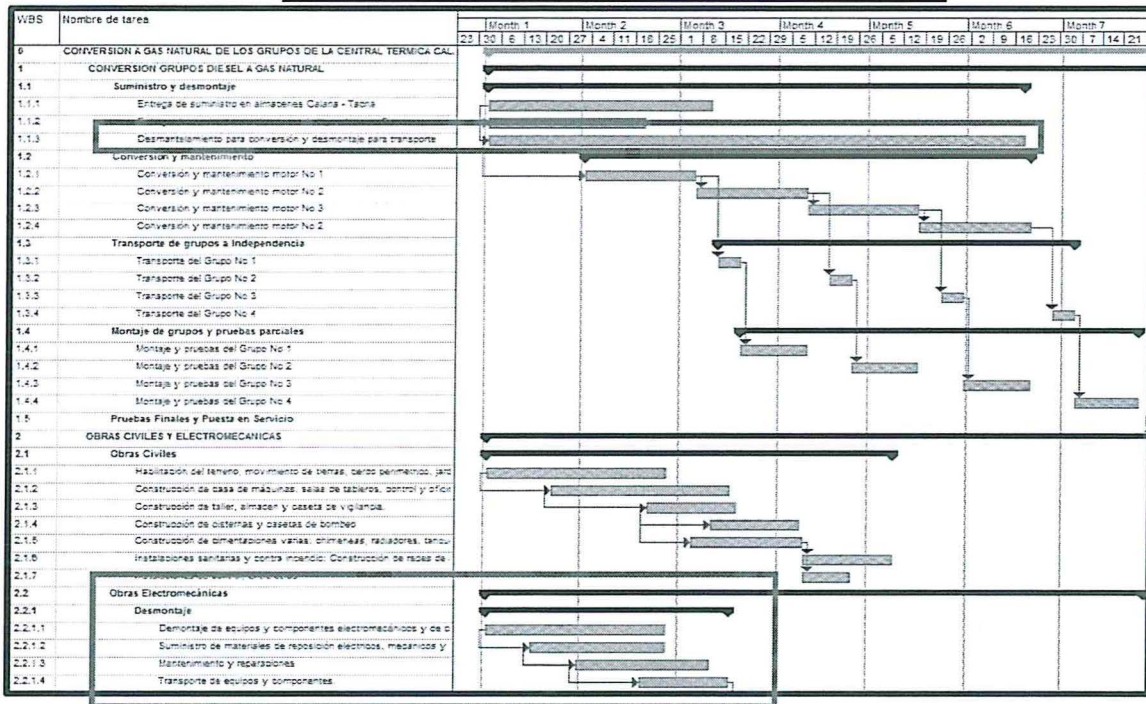 WBS Nombre de tarea Month 1 Month 2 Month 3 Month 4 Month 5 Month 6 Month 7
23 30 6 13 20 27 4 11 18 25 1 8 15 22 29 5 12 19 26 5 12 19 26 2 9 16 23 30 7 14 21
0 CONVERSION A GAS NATURAL DE LOS GRUPOS DE LA CENTRAL TERMICA CAL
1 CONVERSION GRUPOS DIESEL A GAS NATURAL
1.1 Suministro y desmontaje
1.1.1 Entrega de suministro en almacenes Calana - Tacna
1.1.2
1.1.3 Desmantelamiento para conversión y desmontaje para transporte
1.2 Conversión y mantenimiento
1.2.1 Conversión y mantenimiento motor No 1
1.2.2 Conversión y mantenimiento motor No 2
1.2.3 Conversión y mantenimiento motor No 3
1.2.4 Conversión y mantenimiento motor No 2
1.3 Transporte de grupos a Independencia
1.3.1 Transporte del Grupo No 1
1.3.2 Transporte del Grupo No 2
1.3.3 Transporte del Grupo No 3
1.3.4 Transporte del Grupo No 4
1.4 Montaje de grupos y pruebas parciales
1.4.1 Montaje y pruebas del Grupo No 1
1.4.2 Montaje y pruebas del Grupo No 2
1.4.3 Montaje y pruebas del Grupo No 3
1.4.4 Montaje y pruebas del Grupo No 4
1.5 Pruebas Finales y Puesta en Servicio
2 OBRAS CIVILES Y ELECTROMECANICAS
2.1 Obras Civiles
2.1.1 Habilitación del terreno, movimiento de tierras, cerco perimétrico, jard
2.1.2 Construcción de casa de máquinas, salas de tableros, control y oficin
2.1.3 Construcción de taller, almacen y caseta de vigilancia.
2.1.4 Construcción de cisternas y casetas de bombeo
2.1.5 Construcción de cimentaciones varias: chimeneas, radiadores, tanqu
2.1.6 Instalaciones sanitarias y contra incendio: Construcción de redes de
2.1.7
2.2 Obras Electromecánicas
2.2.1 Desmontaje
2.2.1.1 Demontaje de equipos y componentes electromecánicos y de c
2.2.1.2 Suministro de materiales de reposición electricos, mecanicos y
2.2.1.3 Mantenimiento y reparaciones
2.2.1.4 Transporte de equipos y componentes